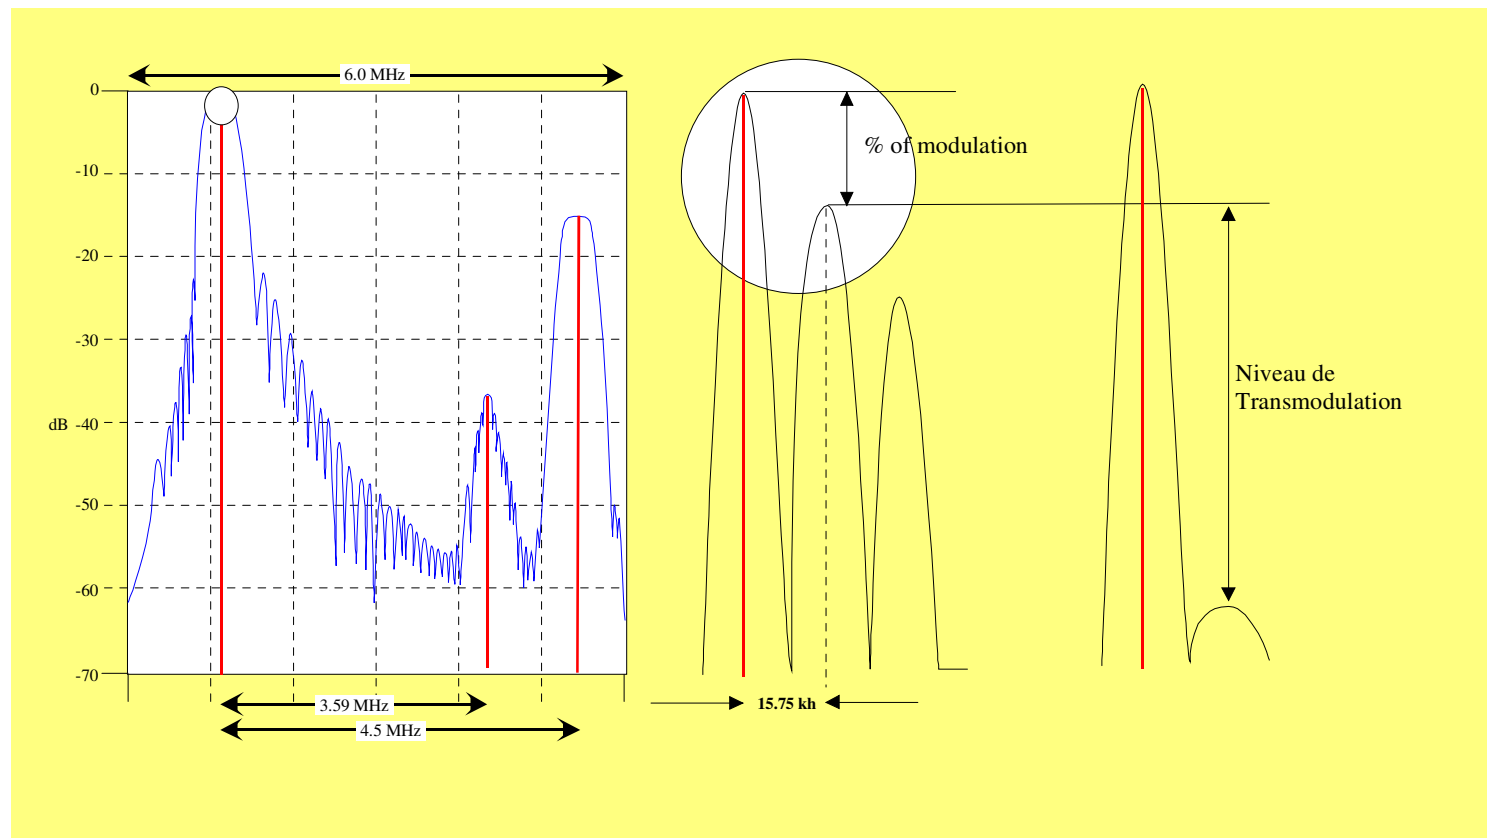 6.0 MHz
0
-10
-20
-30
dB -40
-50
-60
-70
3.59 MHz
4.5 MHz
% of modulation
15.75 kh
Niveau de
Transmodulation